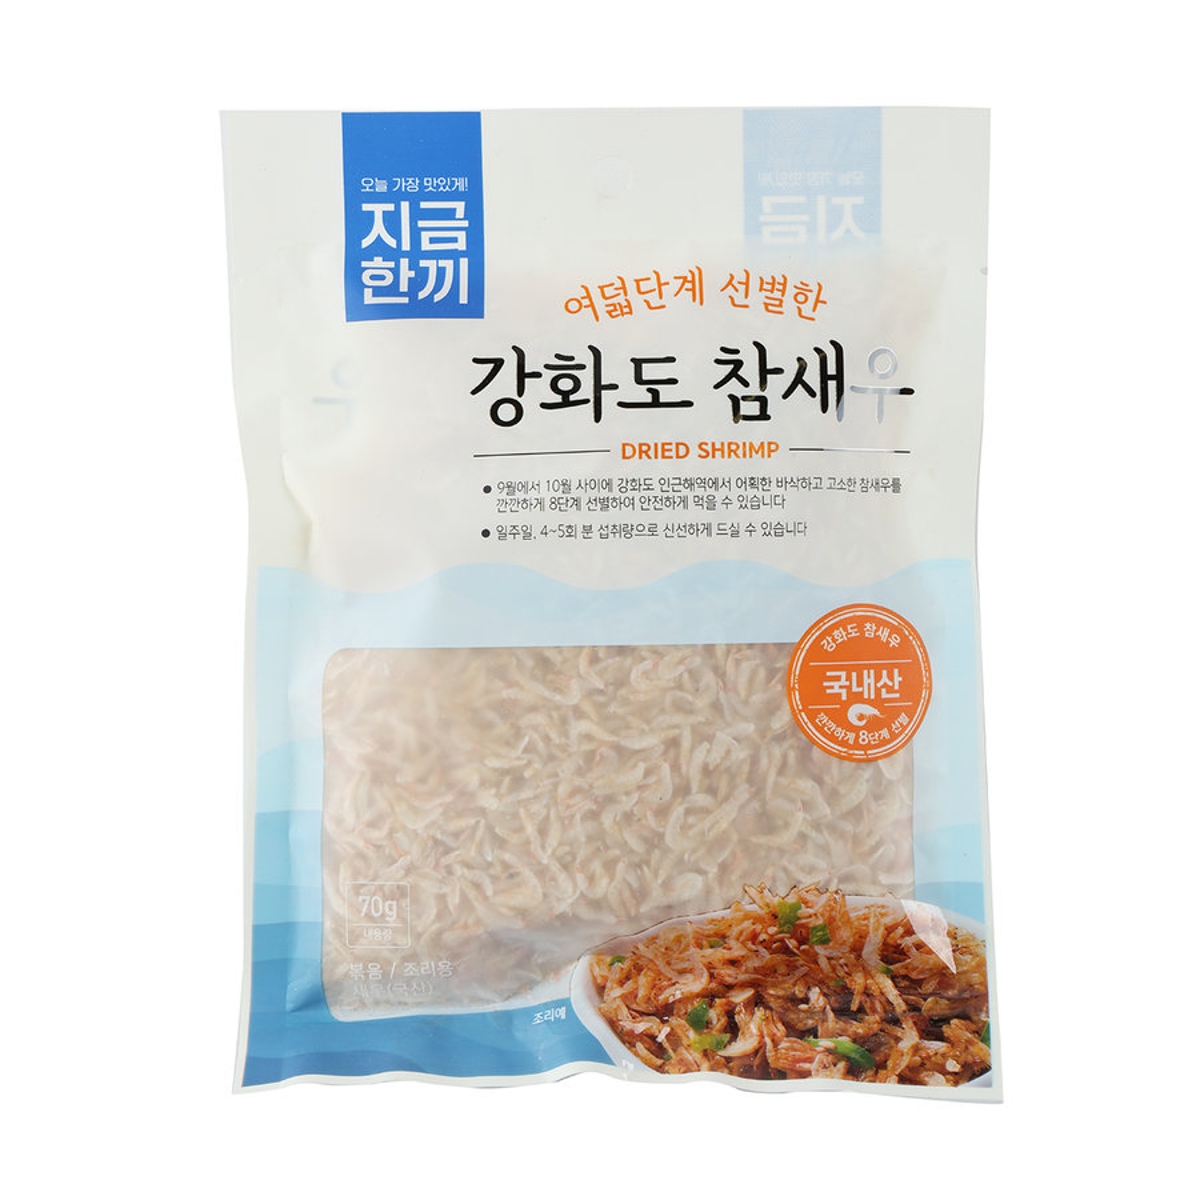 오늘 가장 맛있게!
지금
한끼
여덟단계 선별한
강화도 참새우
DRIED SHRIMP
● 9월에서 10월 사이에 강화도 인근해역에서 어획한 바삭하고 고소한 참새우를
깐깐하게 8단계 선별하여 안전하게 먹을 수 있습니다
● 일주일, 4~5회 분 섭취량으로 신선하게 드실 수 있습니다
강화도 참새우
국내산
깐깐하게 8단계 선별
70g
내용량
볶음 / 조리용
새우(국산)
조리예